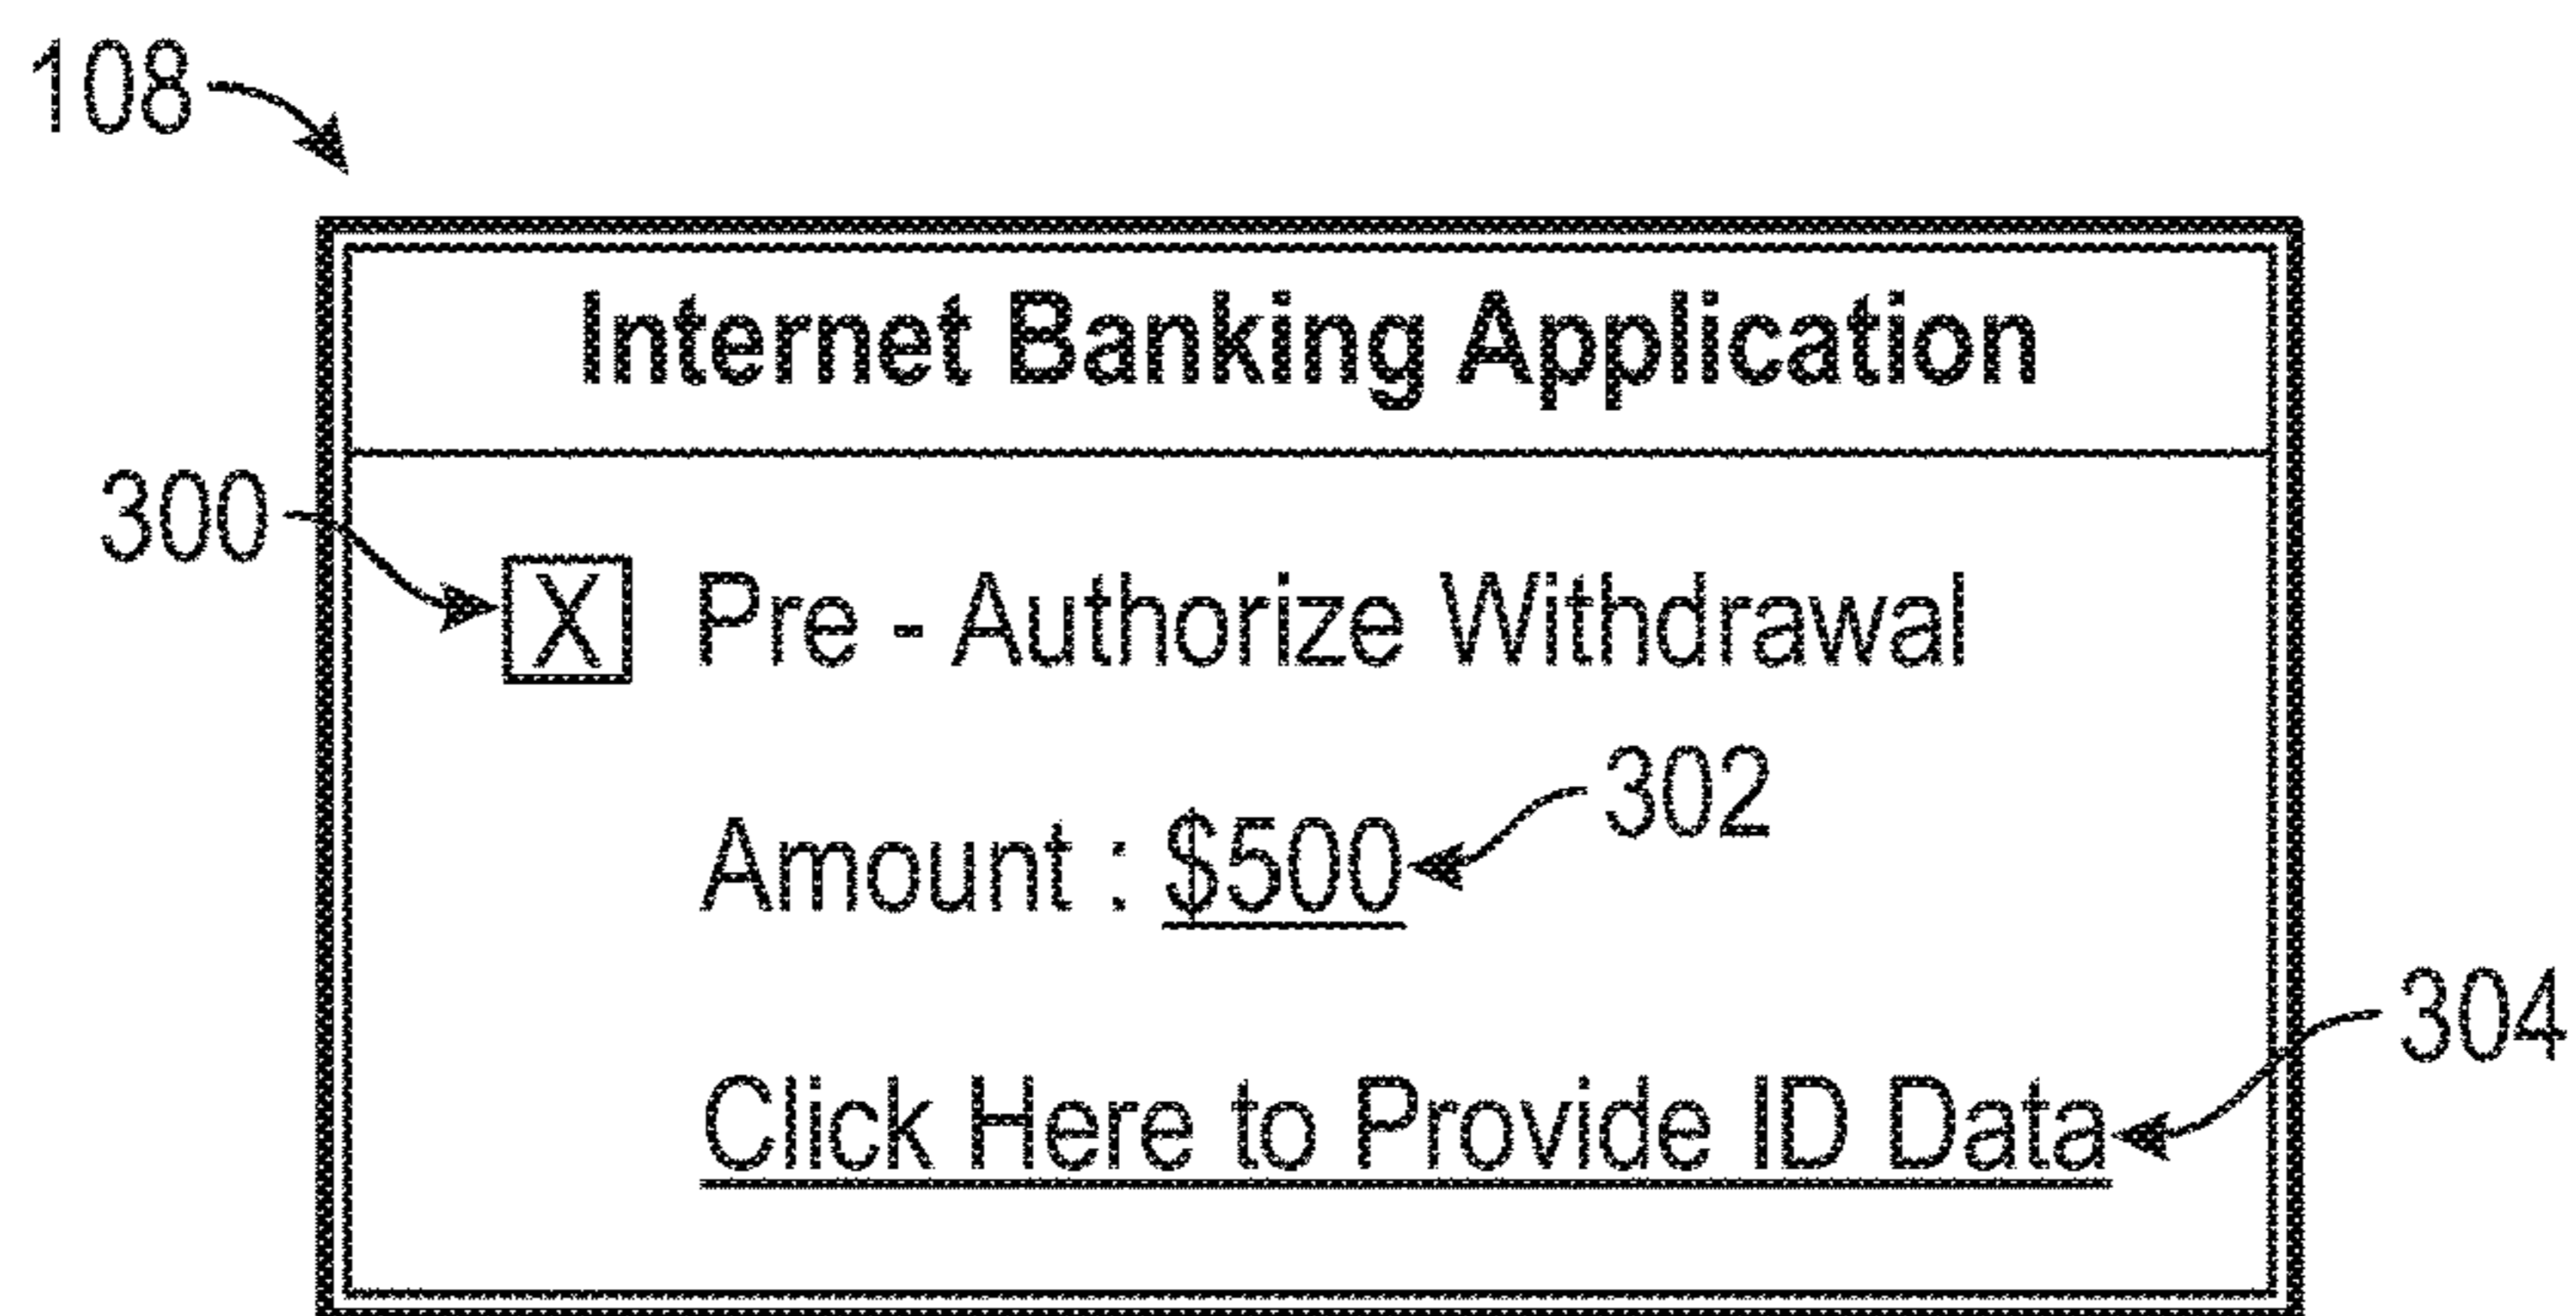 108
Internet Banking Application
300
X Pre - Authorize Withdrawal
302
Amount : $500
304
Click Here to Provide ID Data